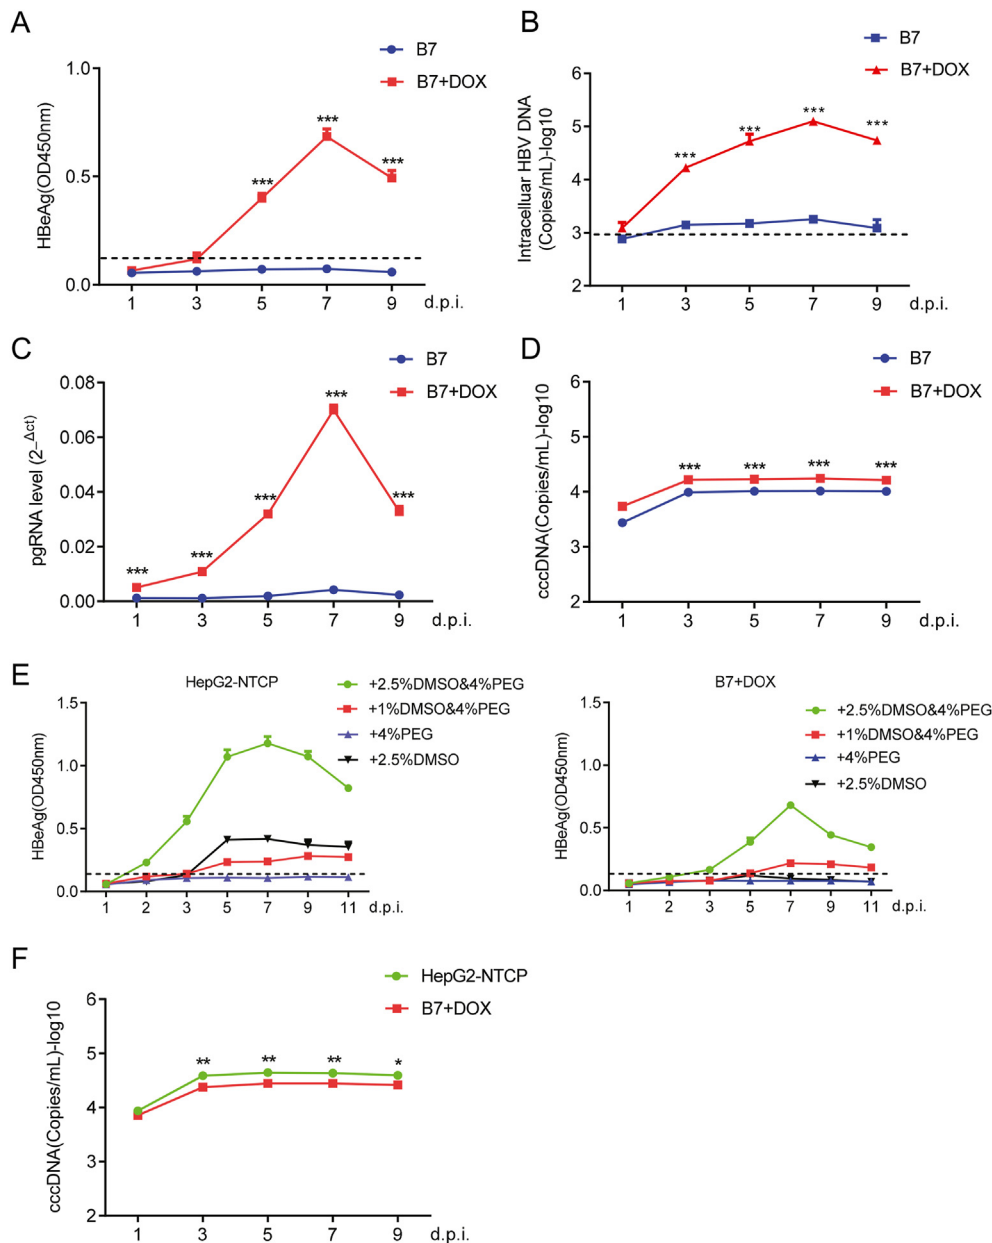 A
B7
B7+DOX
HBeAg(OD450nm)
1.0
0.5
0.0
***
***
***
1 3 5 7 9 d.p.i.
B
B7
B7+DOX
Intracelluar HBV DNA
(Copies/mL)-log10
6
5
4
3
2
***
***
***
***
1 3 5 7 9 d.p.i.
C
B7
B7+DOX
pgRNA level (2–Δct)
0.08
0.06
0.04
0.02
0.00
***
***
***
***
***
1 3 5 7 9 d.p.i.
D
B7
B7+DOX
cccDNA(Copies/mL)-log10
6
5
4
3
2
*** *** *** ***
1 3 5 7 9 d.p.i.
E
HepG2-NTCP
+2.5%DMSO&4%PEG
+1%DMSO&4%PEG
+4%PEG
+2.5%DMSO
HBeAg(OD450nm)
1.5
1.0
0.5
0.0
1 2 3 5 7 9 11 d.p.i.
B7+DOX
+2.5%DMSO&4%PEG
+1%DMSO&4%PEG
+4%PEG
+2.5%DMSO
HBeAg(OD450nm)
1.5
1.0
0.5
0.0
1 2 3 5 7 9 11 d.p.i.
F
HepG2-NTCP
B7+DOX
cccDNA(Copies/mL)-log10
6
5
4
3
2
** ** ** *
1 3 5 7 9 d.p.i.